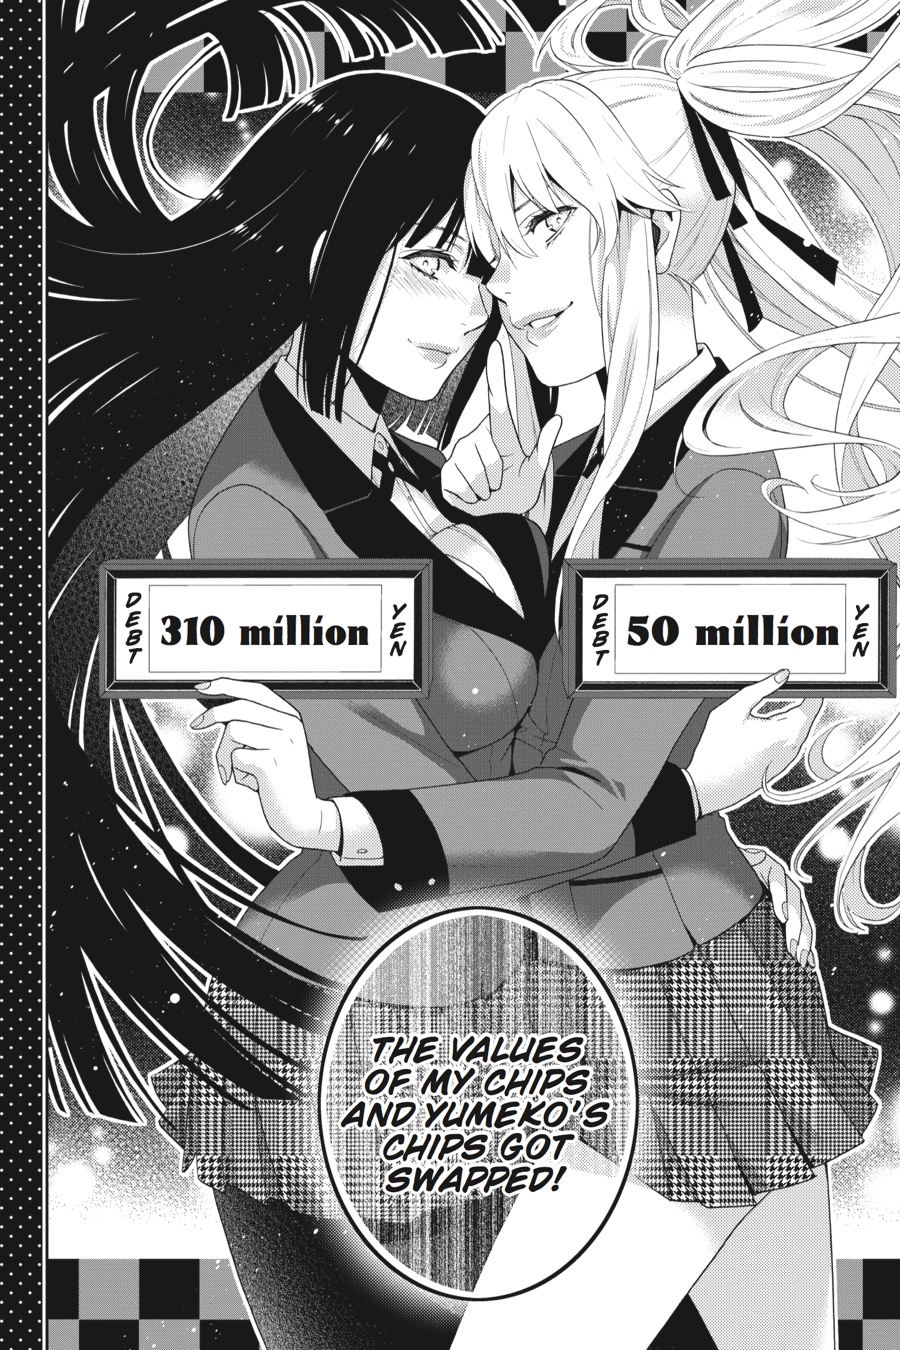 DEBT
310 million
YEN
DEBT
50 million
YEN
THE VALUES
OF MY CHIPS
AND YUMEKO'S
CHIPS GOT
SWAPPED!